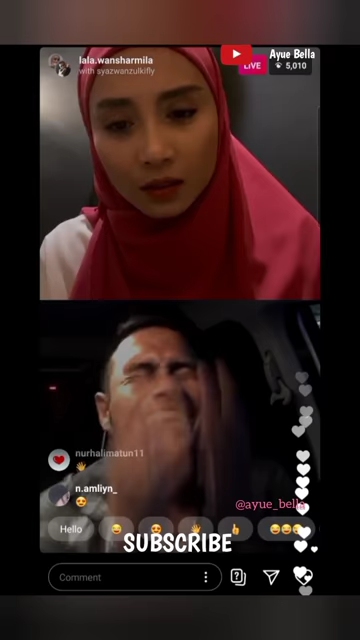 Ayue Bella
lala.wansharmila
with syazwanzulkifly
LIVE
5,010
nurhalimatun11
n.amliyn_
@ayue_bella
Hello
SUBSCRIBE
Comment